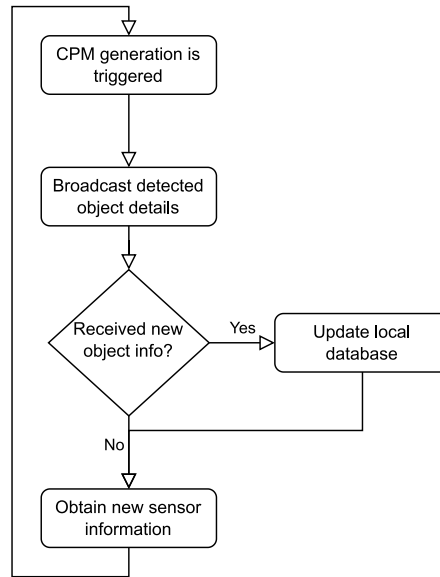 CPM generation is
triggered
Broadcast detected
object details
Received new
object info?
Yes
Update local
database
No
Obtain new sensor
information